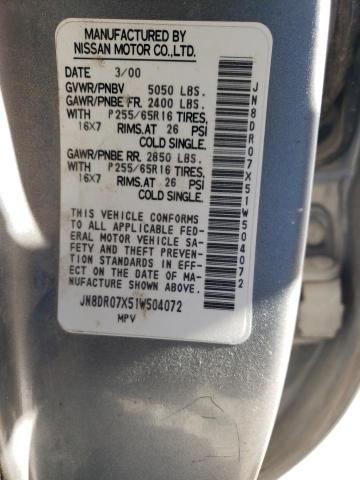 MANUFACTURED BY
NISSAN MOTOR CO.,LTD.
DATE 3/00
GVWR/PNBV 5050 LBS.
GAWR/PNBE FR. 2400 LBS.
WITH P255/65R16 TIRES,
16X7 RIMS,AT 26 PSI
COLD SINGLE.
GAWR/PNBE RR. 2850 LBS.
WITH P255/65R16 TIRES,
16X7 RIMS,AT 26 PSI
COLD SINGLE.
THIS VEHICLE CONFORMS
TO ALL APPLICABLE FED-
ERAL MOTOR VEHICLE SA-
FETY AND THEFT PREVENTI-
ON STANDARDS IN EFF-
ECT ON THE DATE OF MA-
NUFACTURE SHOWN ABOVE.
JN8DR07X51W504072
MPV
JN8DR07X51W504072